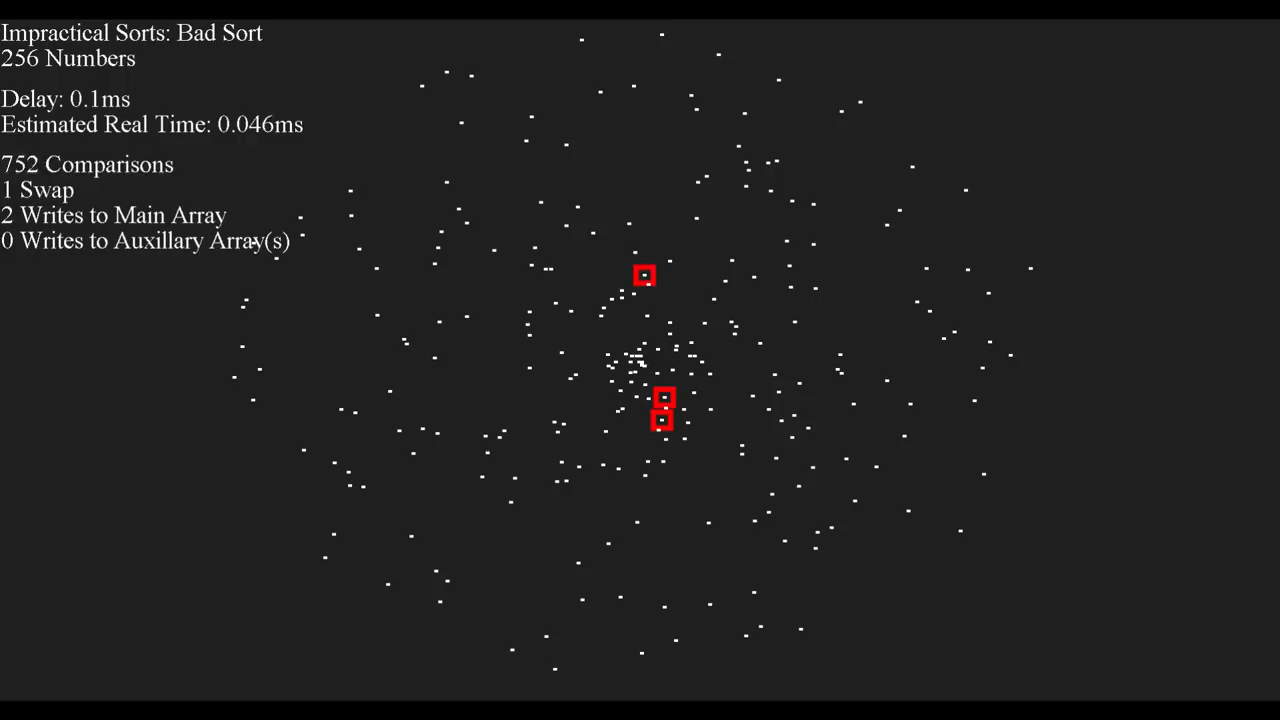 Impractical Sorts: Bad Sort
256 Numbers
Delay: 0.1ms
Estimated Real Time: 0.046ms
752 Comparisons
1 Swap
2 Writes to Main Array
0 Writes to Auxillary Array(s)